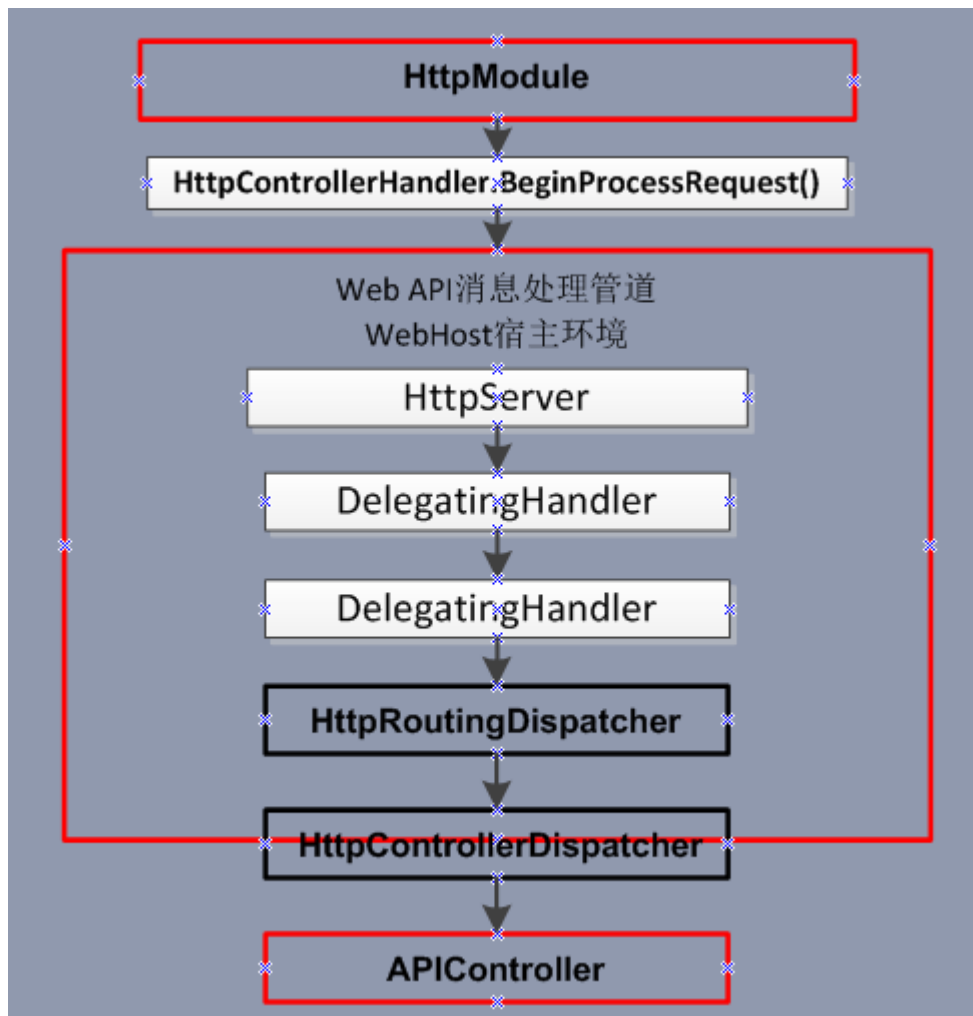 HttpModule
HttpControllerHandler.BeginProcessRequest()
Web API消息处理管道
WebHost宿主环境
HttpServer
DelegatingHandler
DelegatingHandler
HttpRoutingDispatcher
HttpControllerDispatcher
APIController